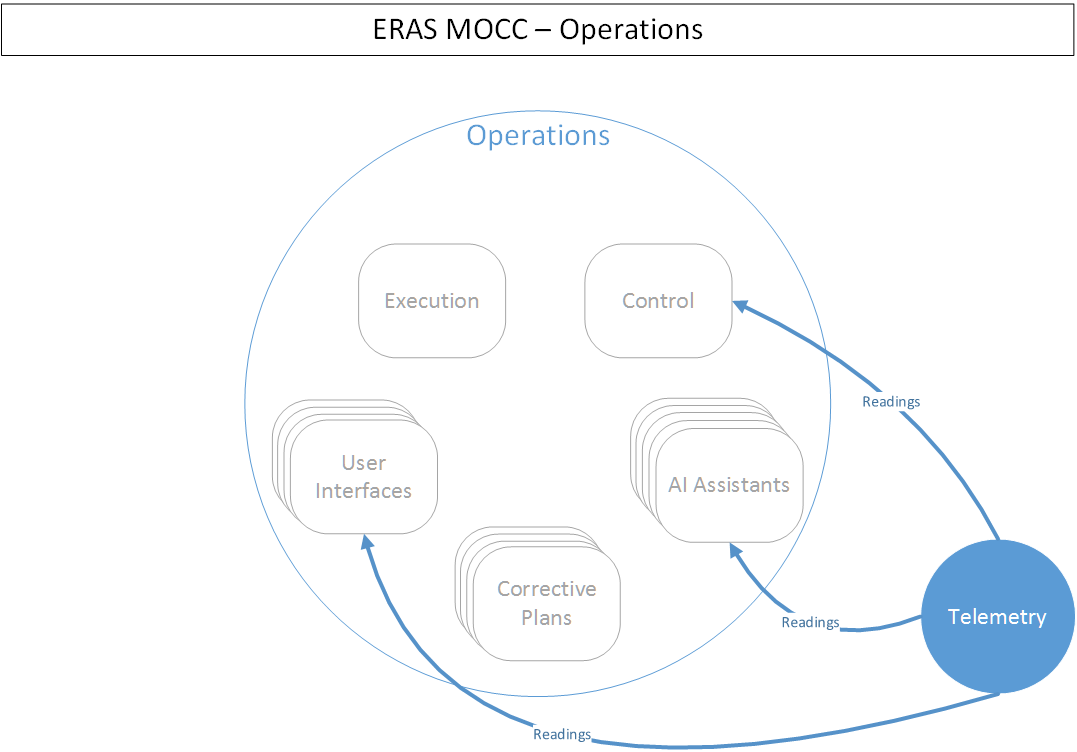 ERAS MOCC – Operations
Operations
Execution
Control
Readings
User
Interfaces
AI Assistants
Corrective
Plans
Readings
Telemetry
Readings